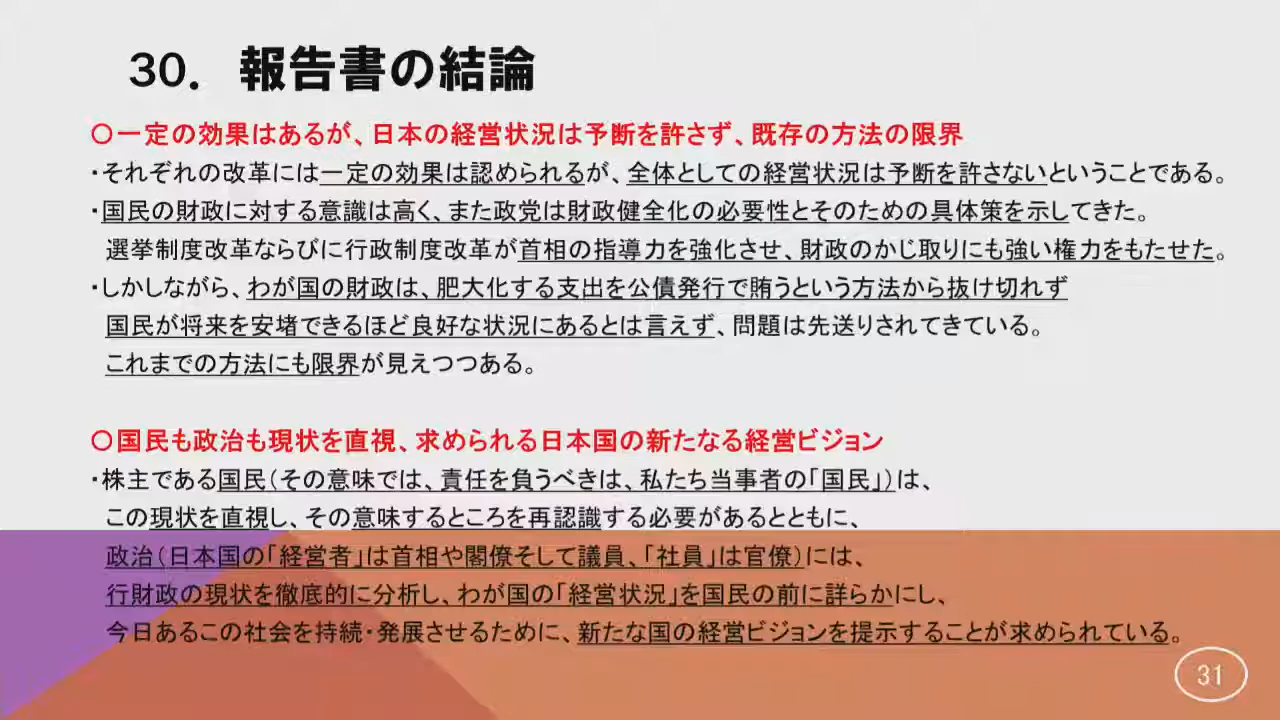 30. 報告書の結論
〇一定の効果はあるが、日本の経営状況は予断を許さず、既存の方法の限界
・それぞれの改革には一定の効果は認められるが、全体としての経営状況は予断を許さないということである。
・国民の財政に対する意識は高く、また政党は財政健全化の必要性とそのための具体策を示してきた。
選挙制度改革ならびに行政制度改革が首相の指導力を強化させ、財政のかじ取りにも強い権力をもたせた。
・しかしながら、わが国の財政は、肥大化する支出を公債発行で賄うという方法から抜け切れず
国民が将来を安堵できるほど良好な状況にあるとは言えず、問題は先送りされてきている。
これまでの方法にも限界が見えつつある。
〇国民も政治も現状を直視、求められる日本国の新たなる経営ビジョン
・株主である国民(その意味では、責任を負うべきは、私たち当事者の「国民」)は、
この現状を直視し、その意味するところを再認識する必要があるとともに、
政治(日本国の「経営者」は首相や閣僚そして議員、「社員」は官僚)には、
行財政の現状を徹底的に分析し、わが国の「経営状況」を国民の前に詳らかにし、
今日あるこの社会を持続・発展させるために、新たな国の経営ビジョンを提示することが求められている。
31